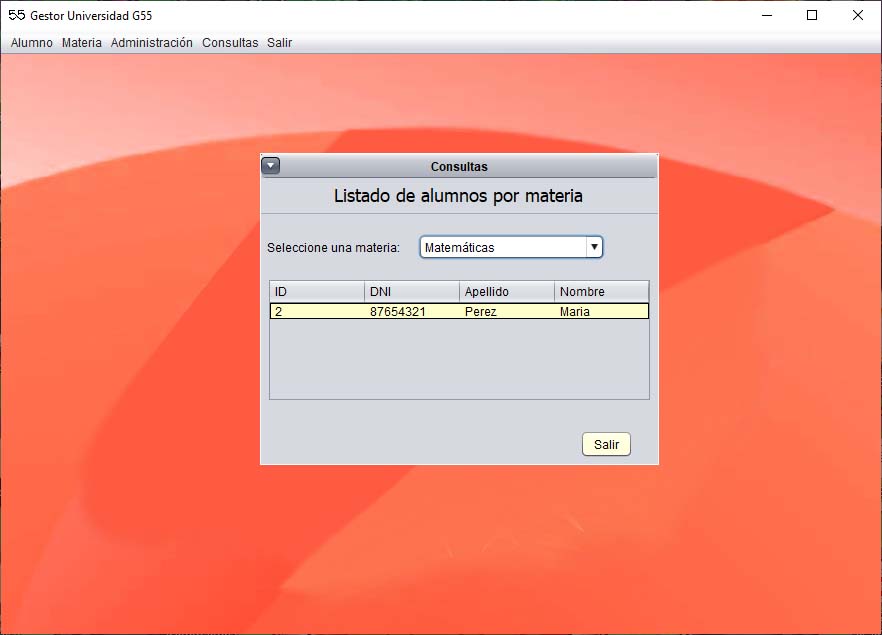 55 Gestor Universidad G55
Alumno Materia Administración Consultas Salir
Consultas
Listado de alumnos por materia
Seleccione una materia: Matemáticas
ID DNI Apellido Nombre
2 87654321 Perez Maria
Salir